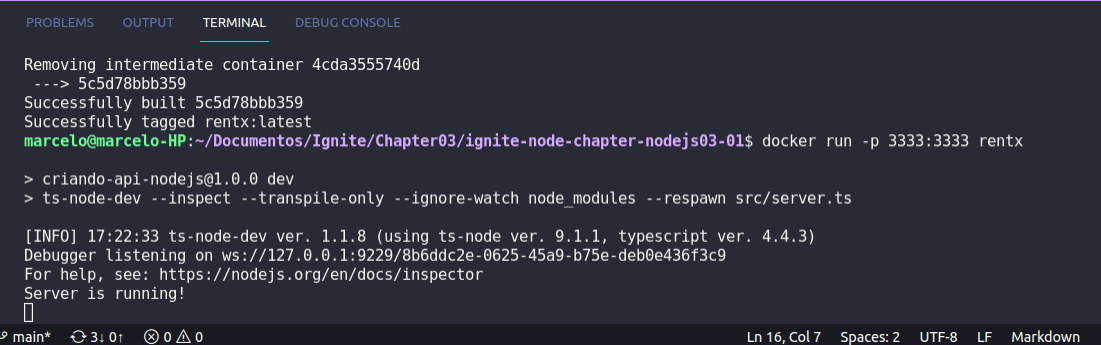 PROBLEMS OUTPUT TERMINAL DEBUG CONSOLE
Removing intermediate container 4cda3555740d
 ---> 5c5d78bbb359
Successfully built 5c5d78bbb359
Successfully tagged rentx:latest
marcelo@marcelo-HP:~/Documentos/Ignite/Chapter03/ignite-node-chapter-nodejs03-01$ docker run -p 3333:3333 rentx
> criando-api-nodejs@1.0.0 dev
> ts-node-dev --inspect --transpile-only --ignore-watch node_modules --respawn src/server.ts
[INFO] 17:22:33 ts-node-dev ver. 1.1.8 (using ts-node ver. 9.1.1, typescript ver. 4.4.3)
Debugger listening on ws://127.0.0.1:9229/8b6ddc2e-0625-45a9-b75e-deb0e436f3c9
For help, see: https://nodejs.org/en/docs/inspector
Server is running!
main* 3↓ 0↑ 0 0 Ln 16, Col 7 Spaces: 2 UTF-8 LF Markdown